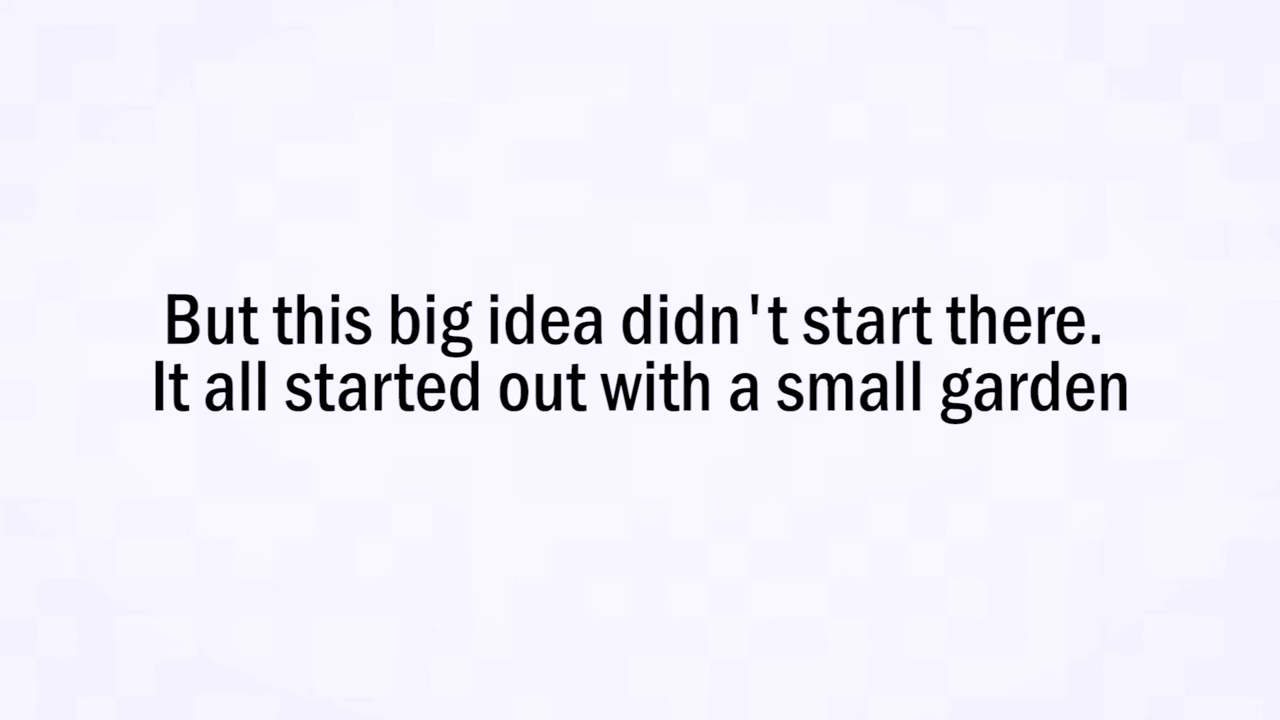 But this big idea didn't start there.
It all started out with a small garden